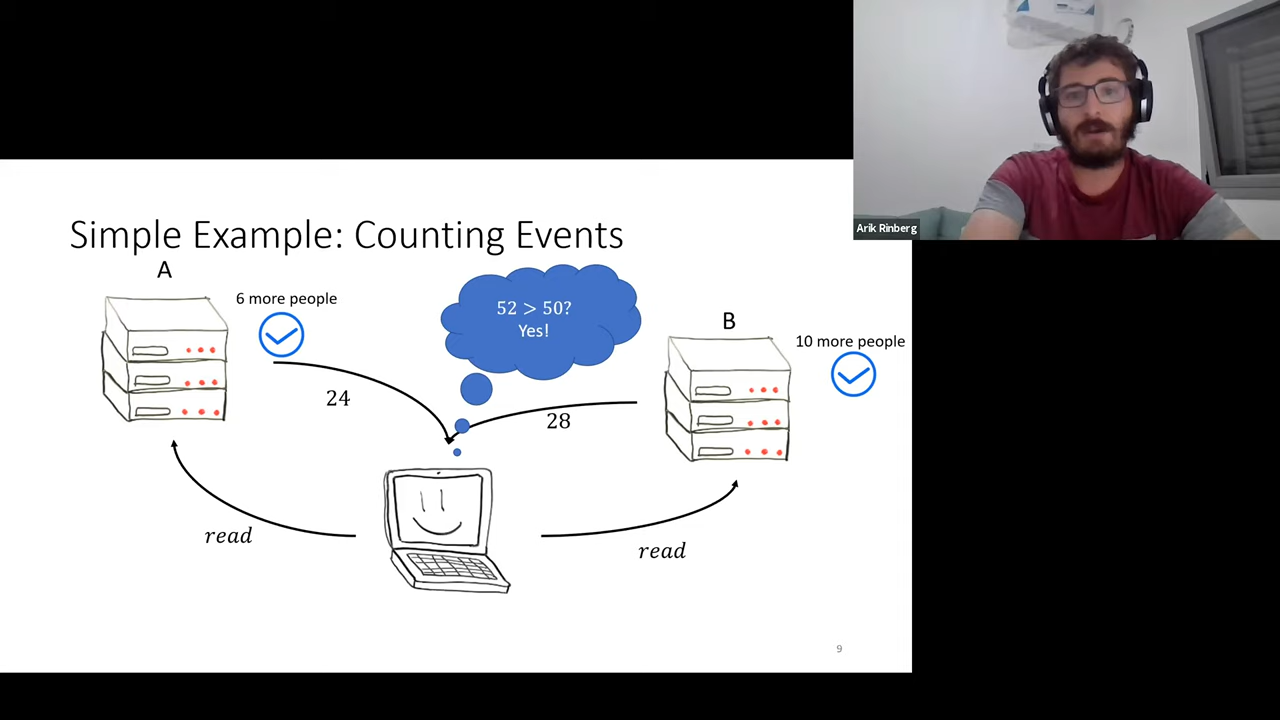 Arik Rinberg
Simple Example: Counting Events
A
6 more people
52 > 50?
Yes!
B
10 more people
24
28
read
read
9